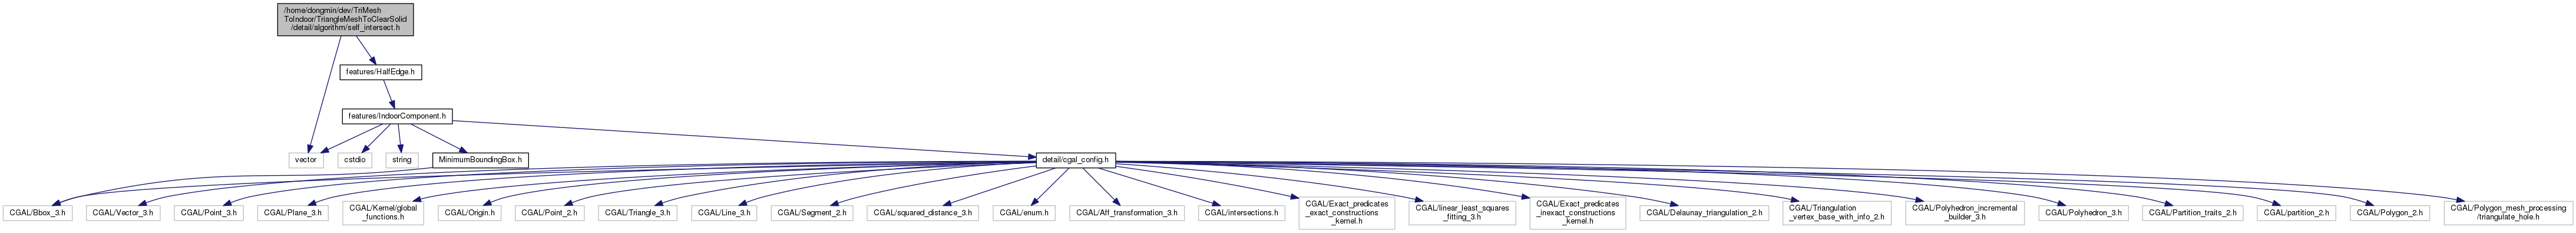 /home/dongmin/dev/TriMesh
ToIndoor/TriangleMeshToClearSolid
/detail/algorithm/self_intersect.h
features/HalfEdge.h
features/IndoorComponent.h
vector
cstdio
string
MinimumBoundingBox.h
detail/cgal_config.h
CGAL/Bbox_3.h
CGAL/Vector_3.h
CGAL/Point_3.h
CGAL/Plane_3.h
CGAL/Kernel/global
_functions.h
CGAL/Origin.h
CGAL/Point_2.h
CGAL/Triangle_3.h
CGAL/Line_3.h
CGAL/Segment_2.h
CGAL/squared_distance_3.h
CGAL/enum.h
CGAL/Aff_transformation_3.h
CGAL/intersections.h
CGAL/Exact_predicates
_exact_constructions
_kernel.h
CGAL/linear_least_squares
_fitting_3.h
CGAL/Exact_predicates
_inexact_constructions
_kernel.h
CGAL/Delaunay_triangulation_2.h
CGAL/Triangulation
_vertex_base_with_info_2.h
CGAL/Polyhedron_incremental
_builder_3.h
CGAL/Polyhedron_3.h
CGAL/Partition_traits_2.h
CGAL/partition_2.h
CGAL/Polygon_2.h
CGAL/Polygon_mesh_processing
/triangulate_hole.h